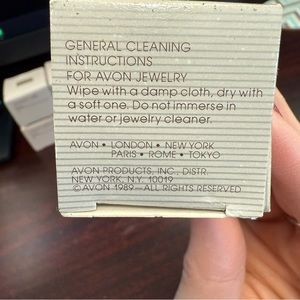 GENERAL CLEANING
INSTRUCTIONS
FOR AVON JEWELRY
Wipe with a damp cloth, dry with
a soft one. Do not immerse in
water or jewelry cleaner.
AVON • LONDON • NEW YORK
PARIS • ROME • TOKYO
AVON PRODUCTS, INC., DISTR.
NEW YORK, N.Y. 10019
© AVON 1989 - ALL RIGHTS RESERVED